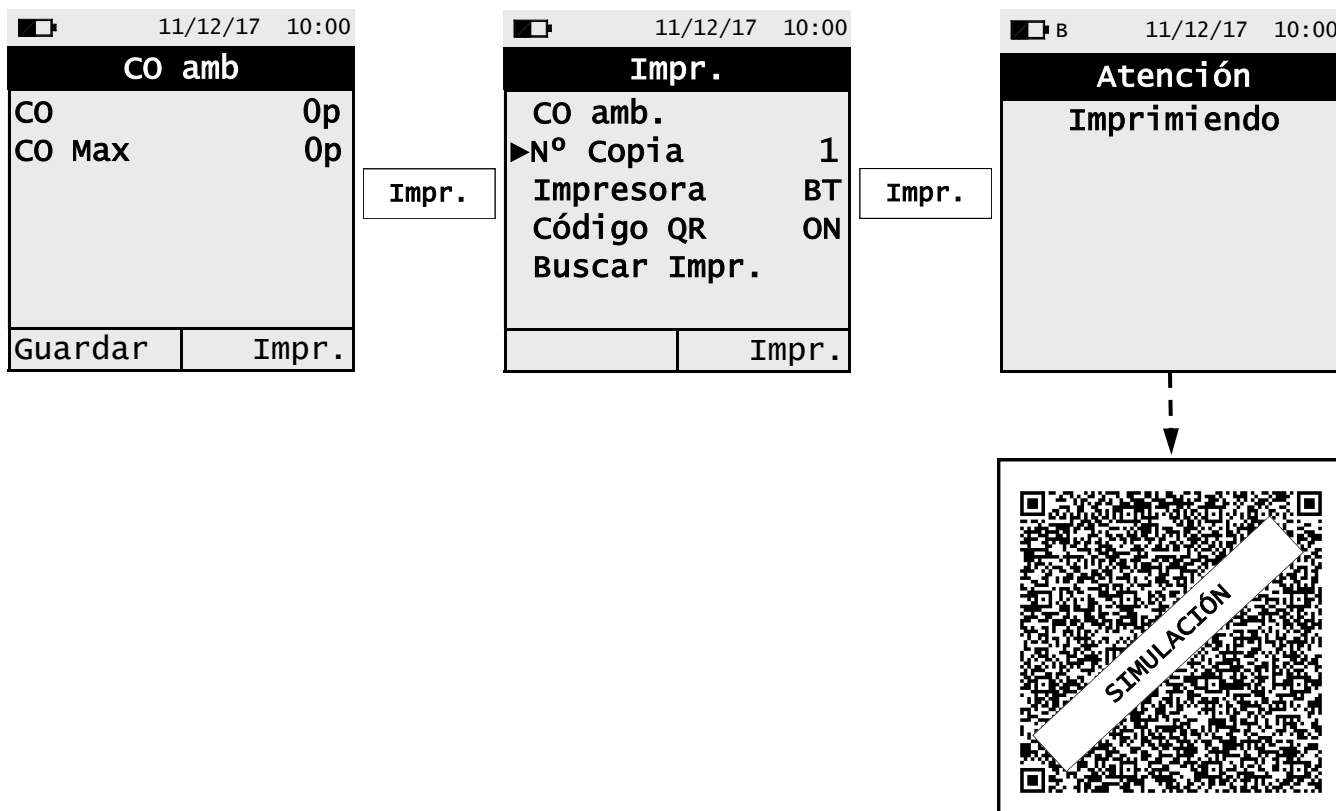 11/12/17 10:00
CO amb
CO 0p
CO Max 0p
Guardar Impr.
Impr.
11/12/17 10:00
Impr.
CO amb.
►Nº Copia 1
Impresora BT
Código QR ON
Buscar Impr.
Impr.
Impr.
B 11/12/17 10:00
Atención
Imprimiendo
SIMULACIÓN